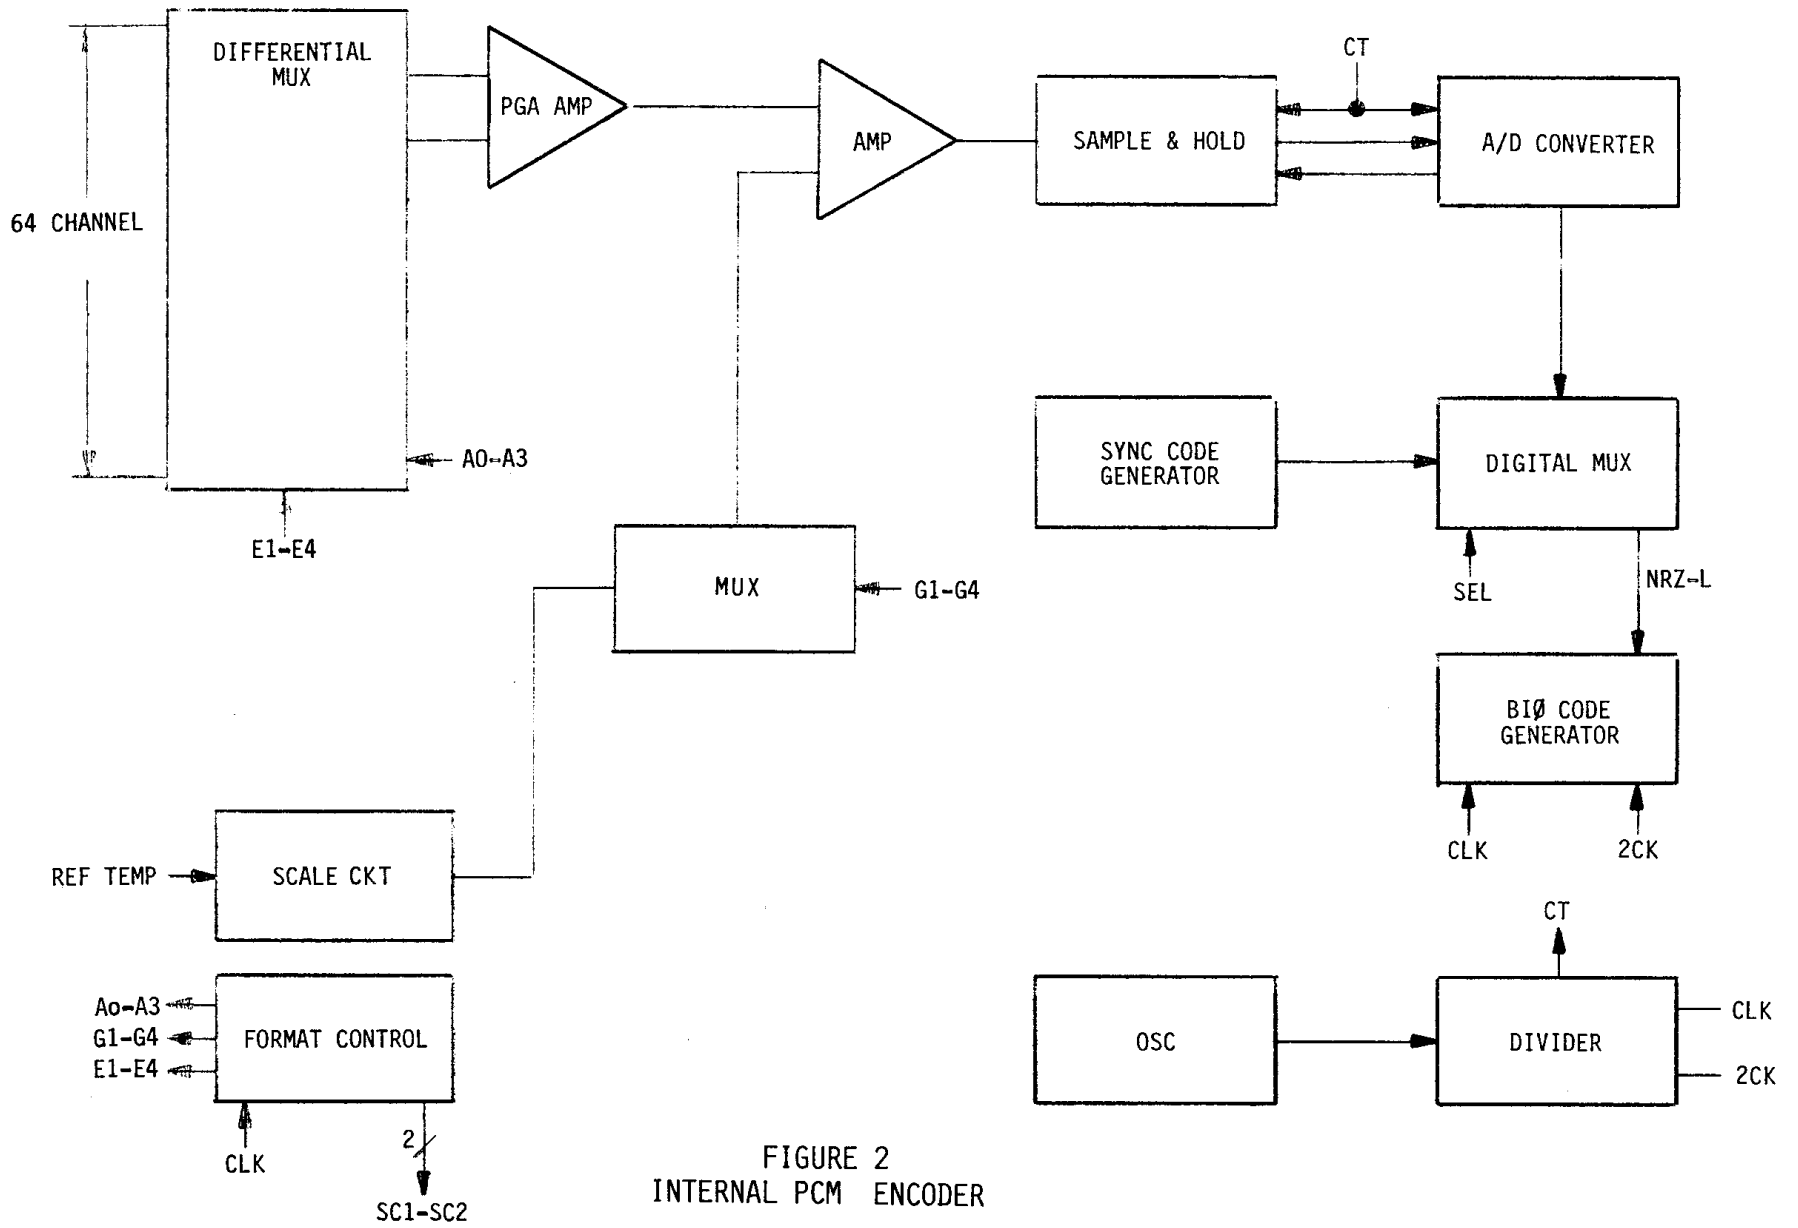 DIFFERENTIAL
MUX
64 CHANNEL
A0-A3
E1-E4
PGA AMP
AMP
SAMPLE & HOLD
CT
A/D CONVERTER
SYNC CODE
GENERATOR
DIGITAL MUX
SEL
NRZ-L
MUX
G1-G4
BIØ CODE
GENERATOR
CLK
2CK
REF TEMP
SCALE CKT
CT
Ao-A3
G1-G4
E1-E4
FORMAT CONTROL
CLK
2
SC1-SC2
OSC
DIVIDER
CLK
2CK
FIGURE 2
INTERNAL PCM ENCODER